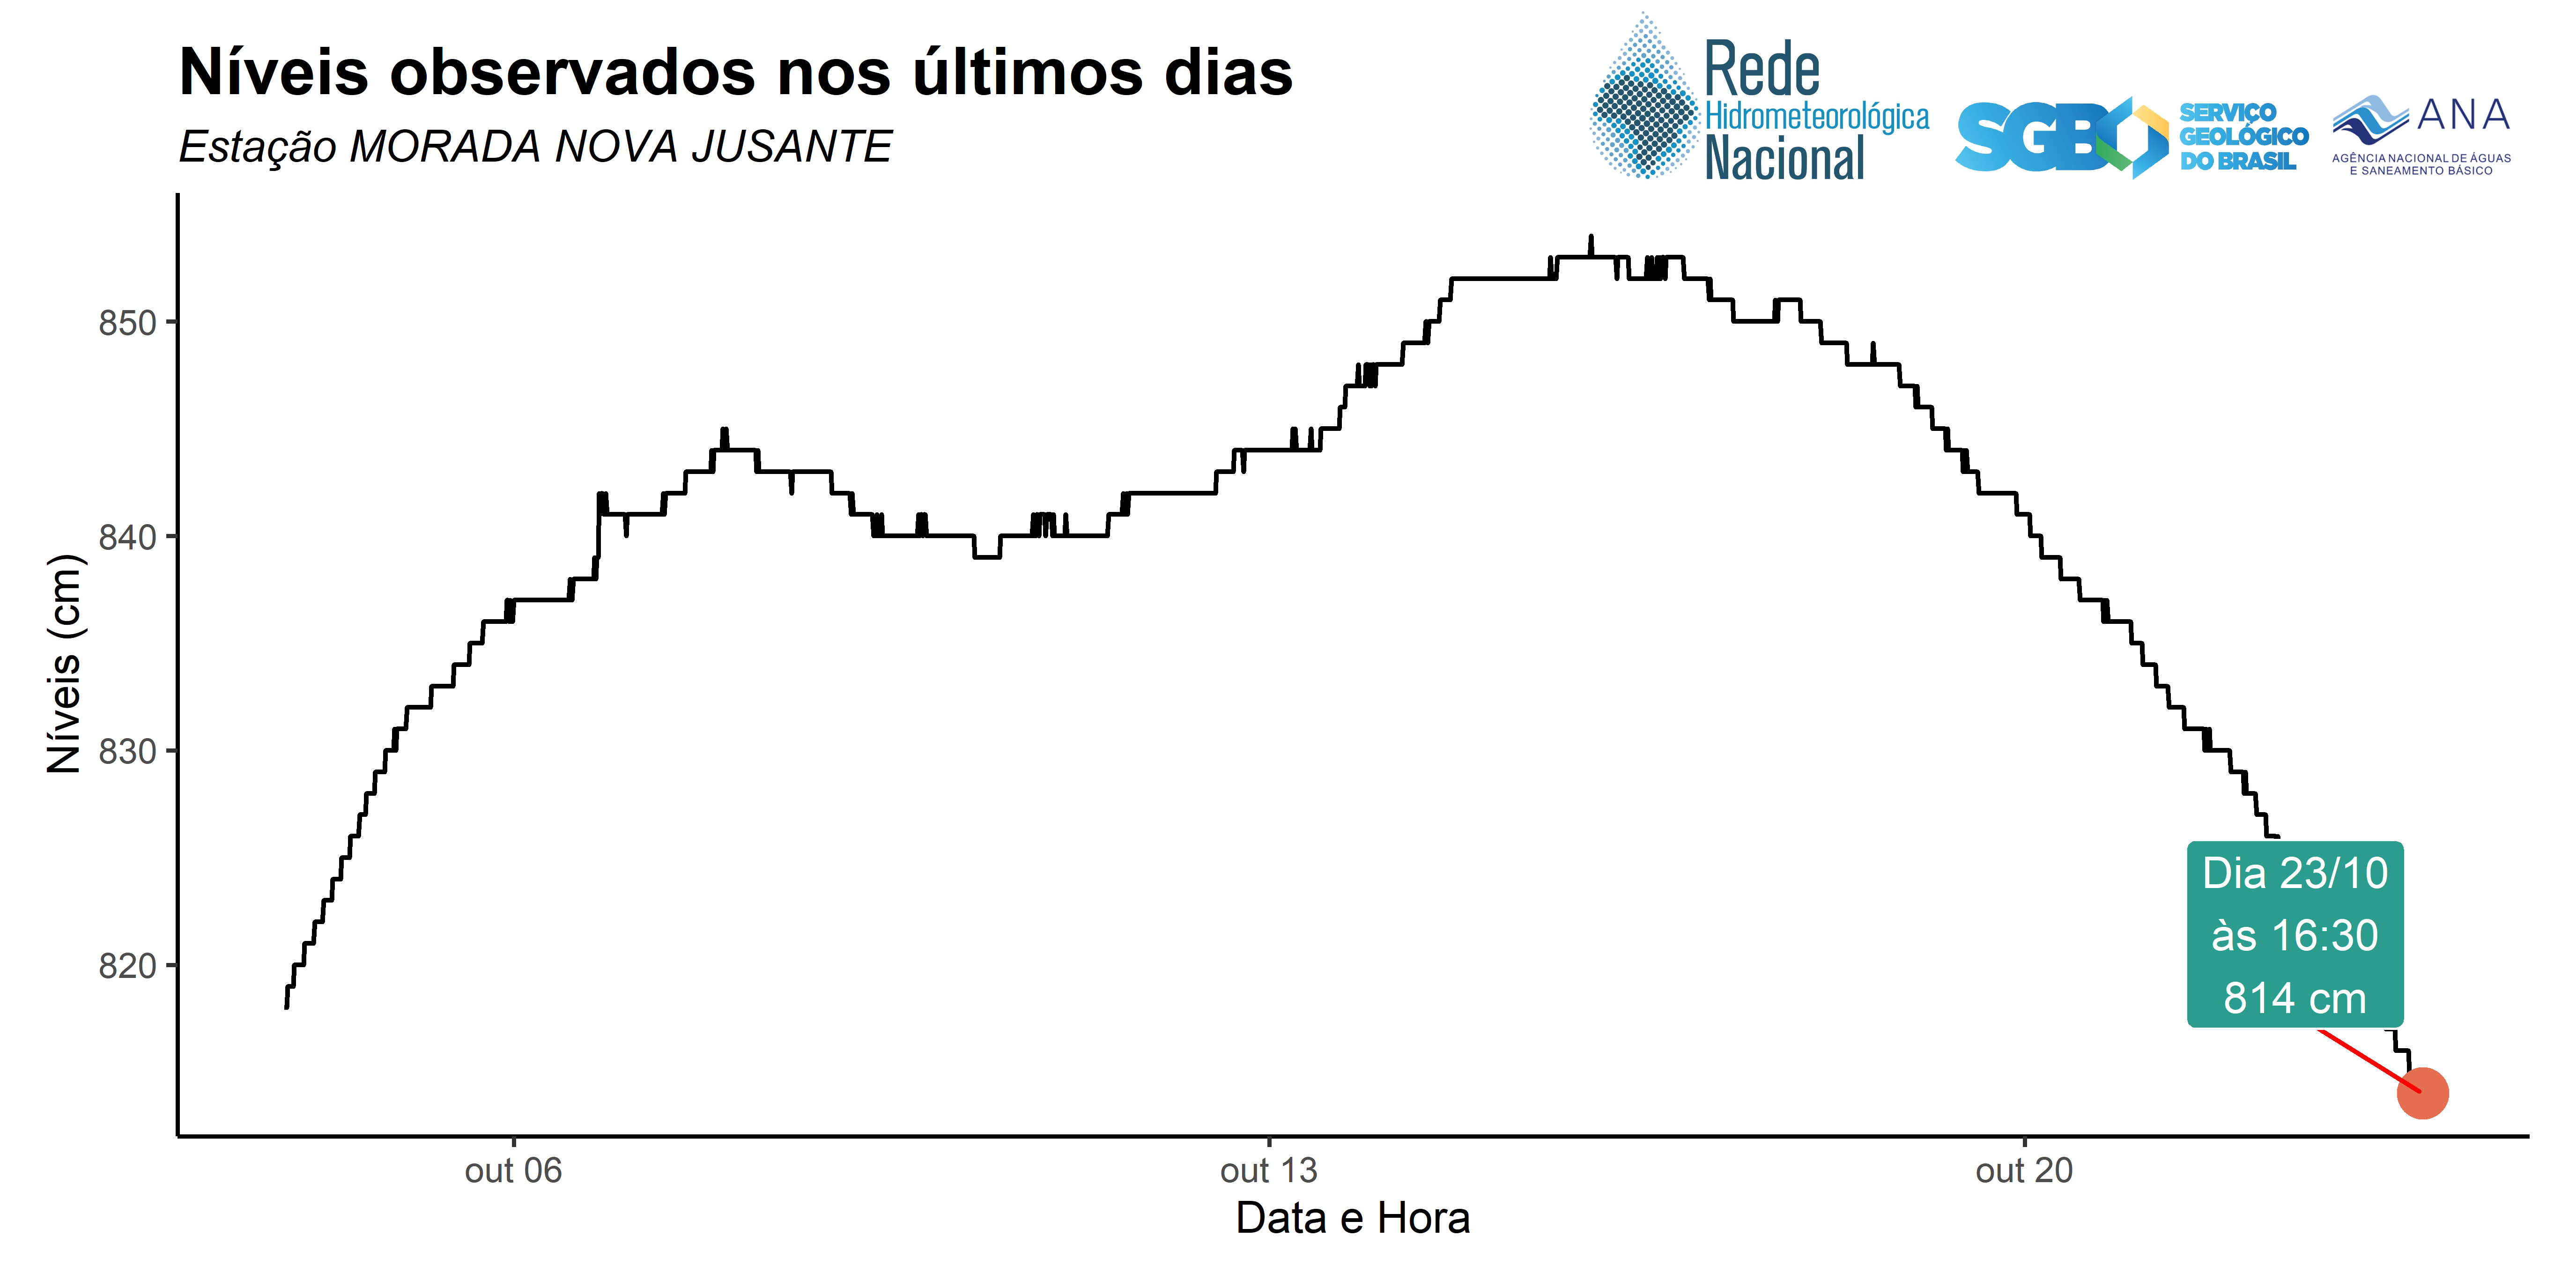 Níveis observados nos últimos dias
Estação MORADA NOVA JUSANTE
Rede
Hidrometeorológica
Nacional
SGB
SERVIÇO
GEOLÓGICO
DO BRASIL
ANA
AGÊNCIA NACIONAL DE ÁGUAS
E SANEAMENTO BÁSICO
Níveis (cm)
850
840
830
820
Dia 23/10
às 16:30
814 cm
out 06
out 13
out 20
Data e Hora